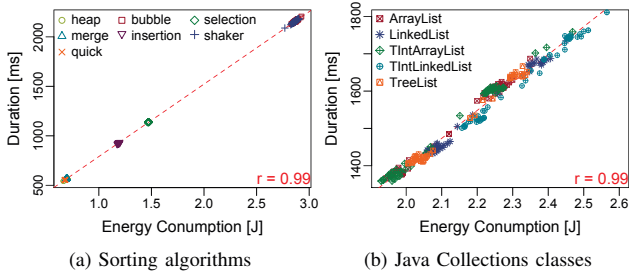 heap bubble selection
merge insertion shaker
quick
Duration [ms]
2000
1500
1000
500
r = 0.99
1.0 1.5 2.0 2.5 3.0
Energy Conumption [J]
(a) Sorting algorithms
ArrayList
LinkedList
TIntArrayList
TIntLinkedList
TreeList
Duration [ms]
1800
1600
1400
r = 0.99
2.0 2.1 2.2 2.3 2.4 2.5 2.6
Energy Conumption [J]
(b) Java Collections classes